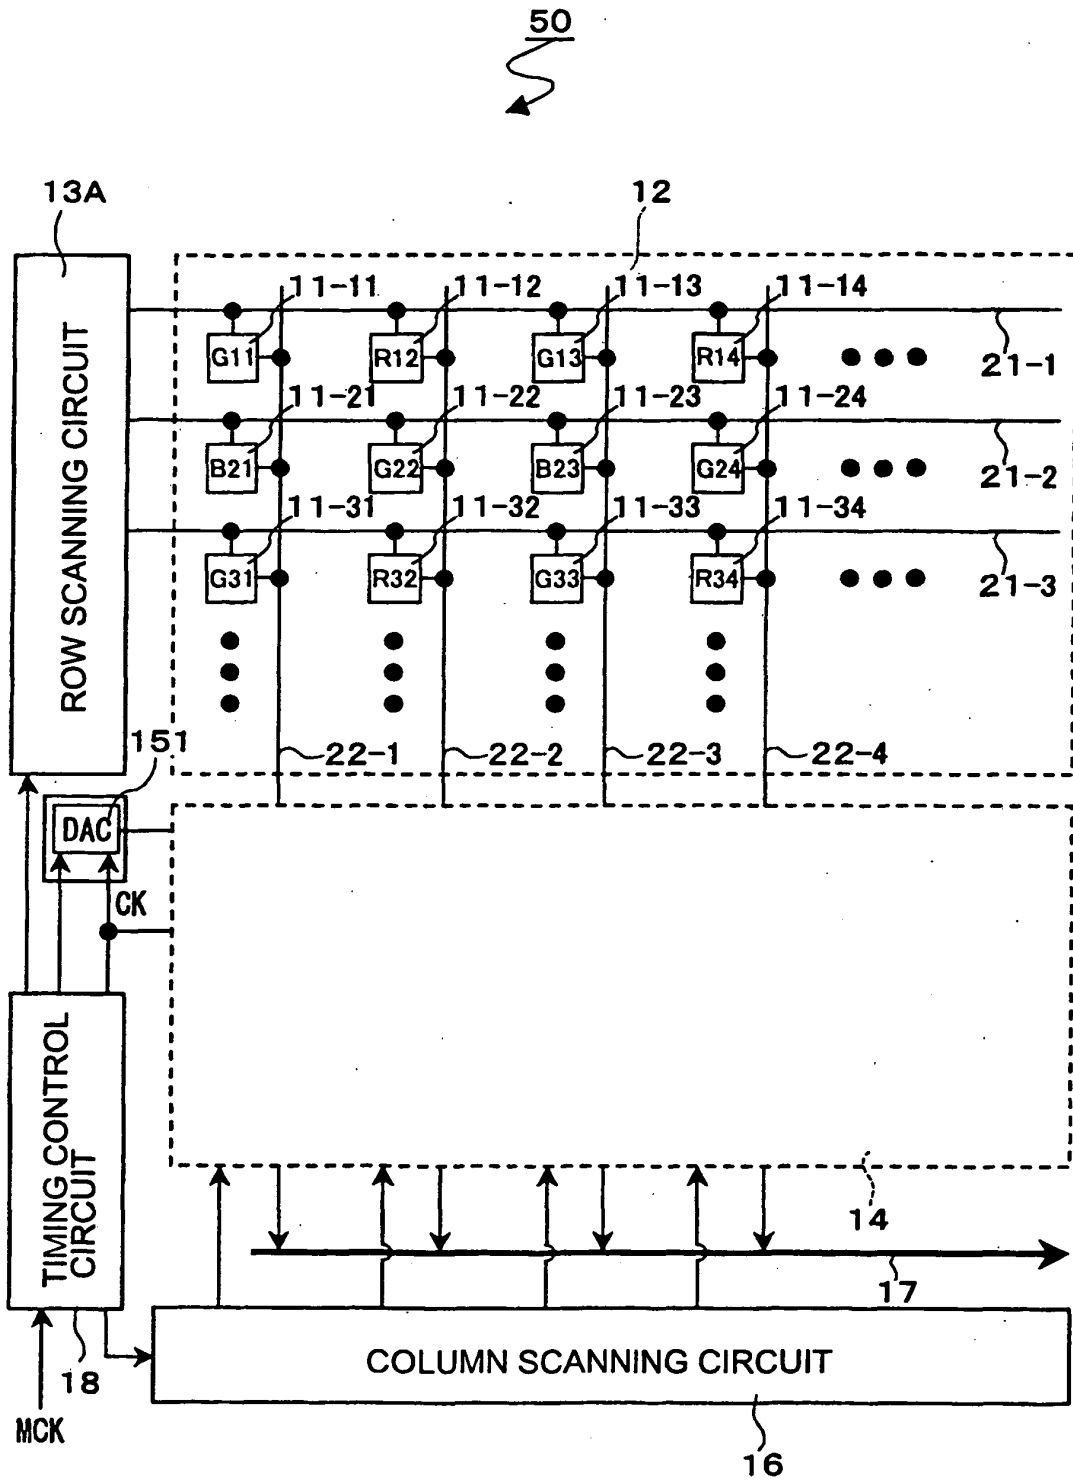 50
13A
12
11-11
11-12
11-13
11-14
G11
R12
G13
R14
21-1
11-21
11-22
11-23
11-24
B21
G22
B23
G24
21-2
11-31
11-32
11-33
11-34
G31
R32
G33
R34
21-3
ROW SCANNING CIRCUIT
151
22-1
22-2
22-3
22-4
DAC
CK
TIMING CONTROL
CIRCUIT
14
17
18
COLUMN SCANNING CIRCUIT
MCK
16